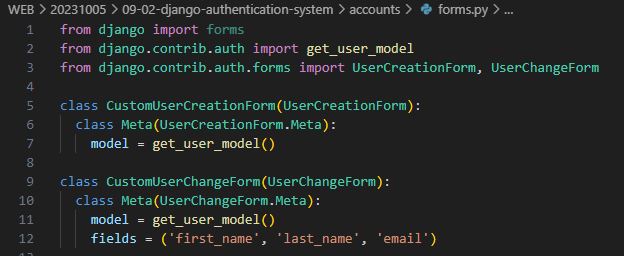 WEB > 20231005 > 09-02-django-authentication-system > accounts > forms.py > ...
1 from django import forms
2 from django.contrib.auth import get_user_model
3 from django.contrib.auth.forms import UserCreationForm, UserChangeForm
4
5 class CustomUserCreationForm(UserCreationForm):
6 class Meta(UserCreationForm.Meta):
7 model = get_user_model()
8
9 class CustomUserChangeForm(UserChangeForm):
10 class Meta(UserChangeForm.Meta):
11 model = get_user_model()
12 fields = ('first_name', 'last_name', 'email')